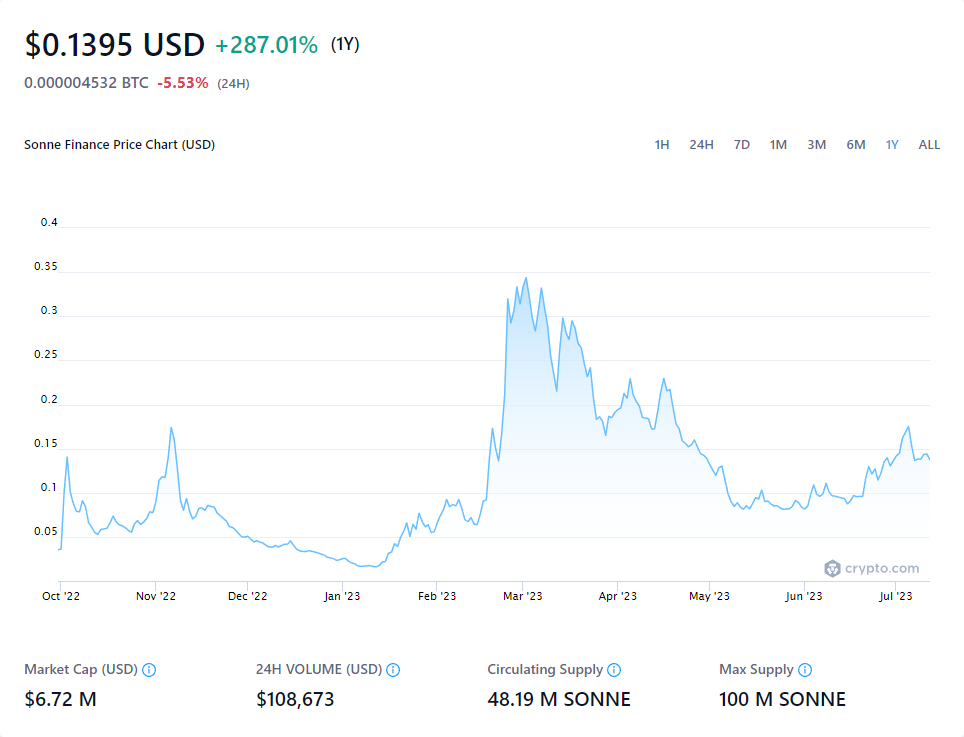 $0.1395 USD +287.01% (1Y)
0.000004532 BTC -5.53% (24H)
Sonne Finance Price Chart (USD)
1H 24H 7D 1M 3M 6M 1Y ALL
0.4
0.35
0.3
0.25
0.2
0.15
0.1
0.05
crypto.com
Oct '22 Nov '22 Dec '22 Jan '23 Feb '23 Mar '23 Apr '23 May '23 Jun '23 Jul '23
Market Cap (USD) 24H VOLUME (USD) Circulating Supply Max Supply
$6.72 M $108,673 48.19 M SONNE 100 M SONNE